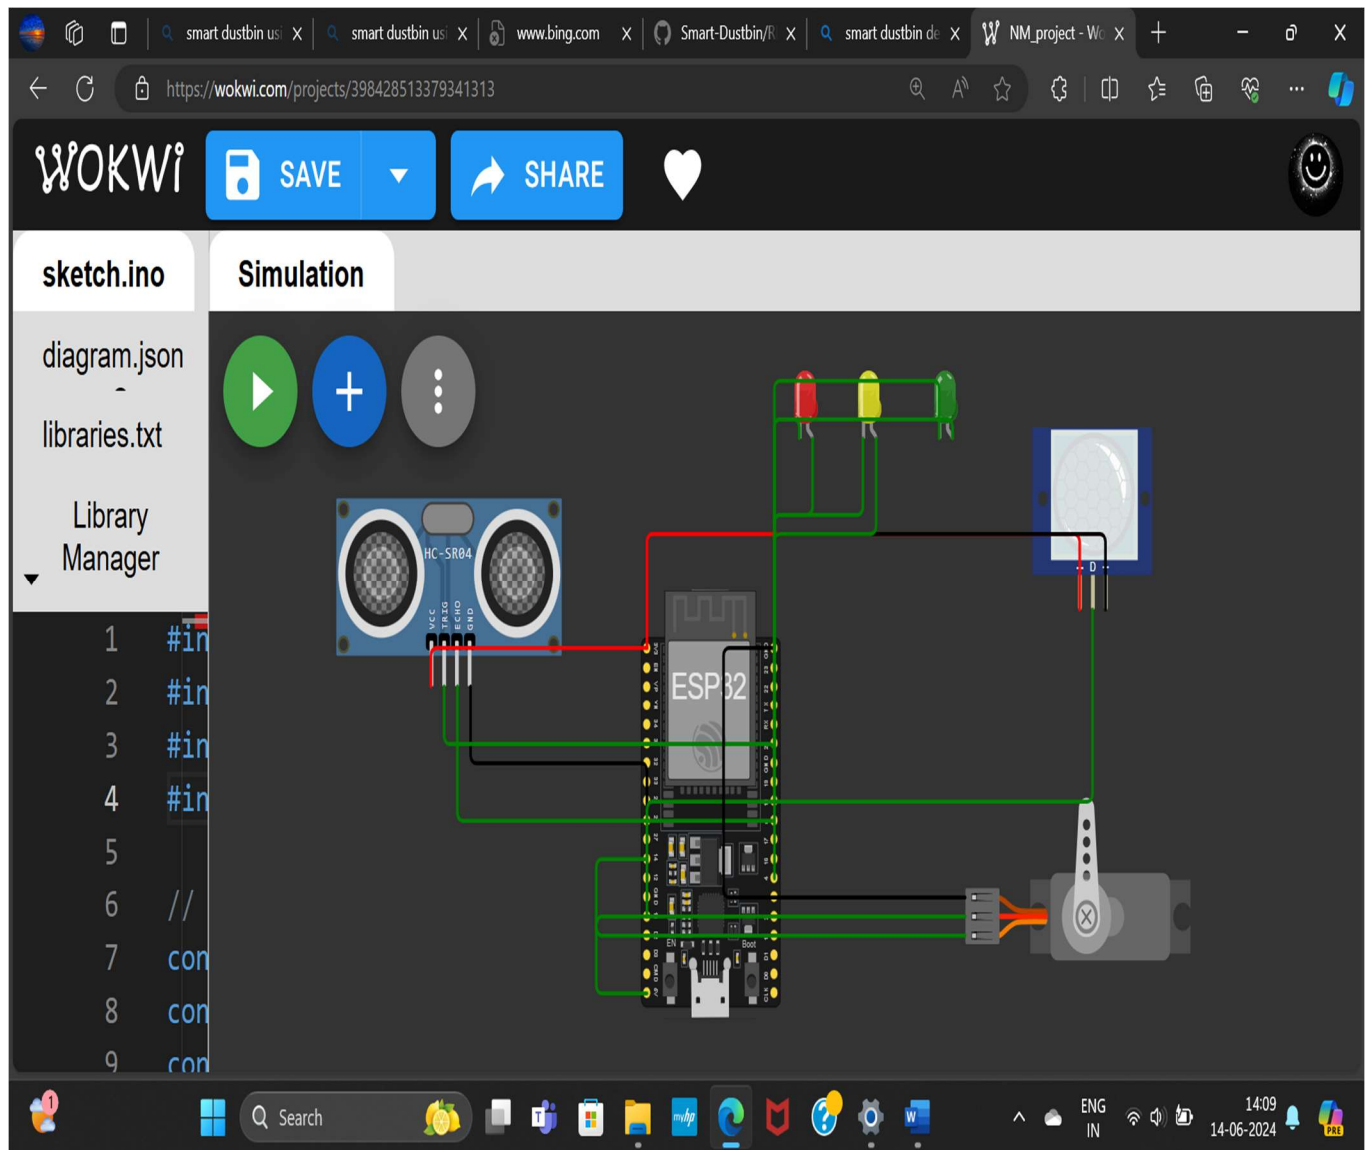 smart dustbin usi
smart dustbin usi
www.bing.com
Smart-Dustbin/R
smart dustbin de
NM_project - Wo
https://wokwi.com/projects/398428513379341313
WOKWi
SAVE
SHARE
sketch.ino
Simulation
diagram.json
libraries.txt
Library
Manager
1 #in
2 #in
3 #in
4 #in
5
6 //
7 con
8 con
9 con
HC-SR04
VCC
TRIG
ECHO
GND
ESP32
EN
Boot
D
1
Search
myhp
W
ENG
IN
14:09
14-06-2024
PRE